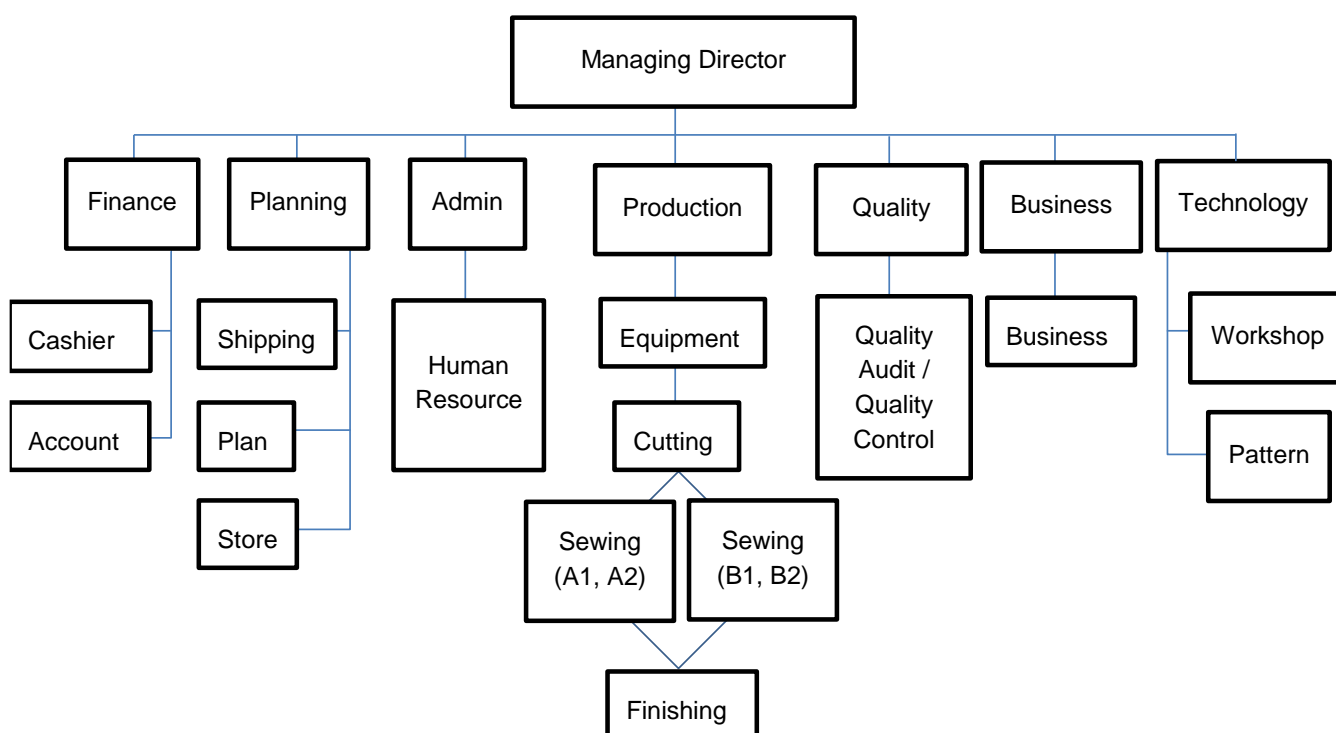 Managing Director
Finance
Planning
Admin
Production
Quality
Business
Technology
Cashier
Shipping
Human
Resource
Equipment
Quality
Audit /
Quality
Control
Business
Workshop
Account
Plan
Cutting
Pattern
Store
Sewing
(A1, A2)
Sewing
(B1, B2)
Finishing